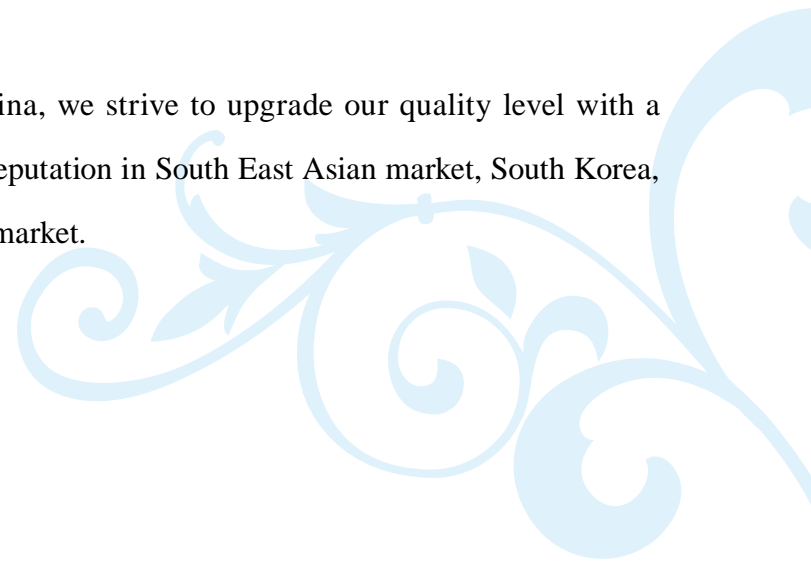 ina, we strive to upgrade our quality level with a
eputation in South East Asian market, South Korea,
market.